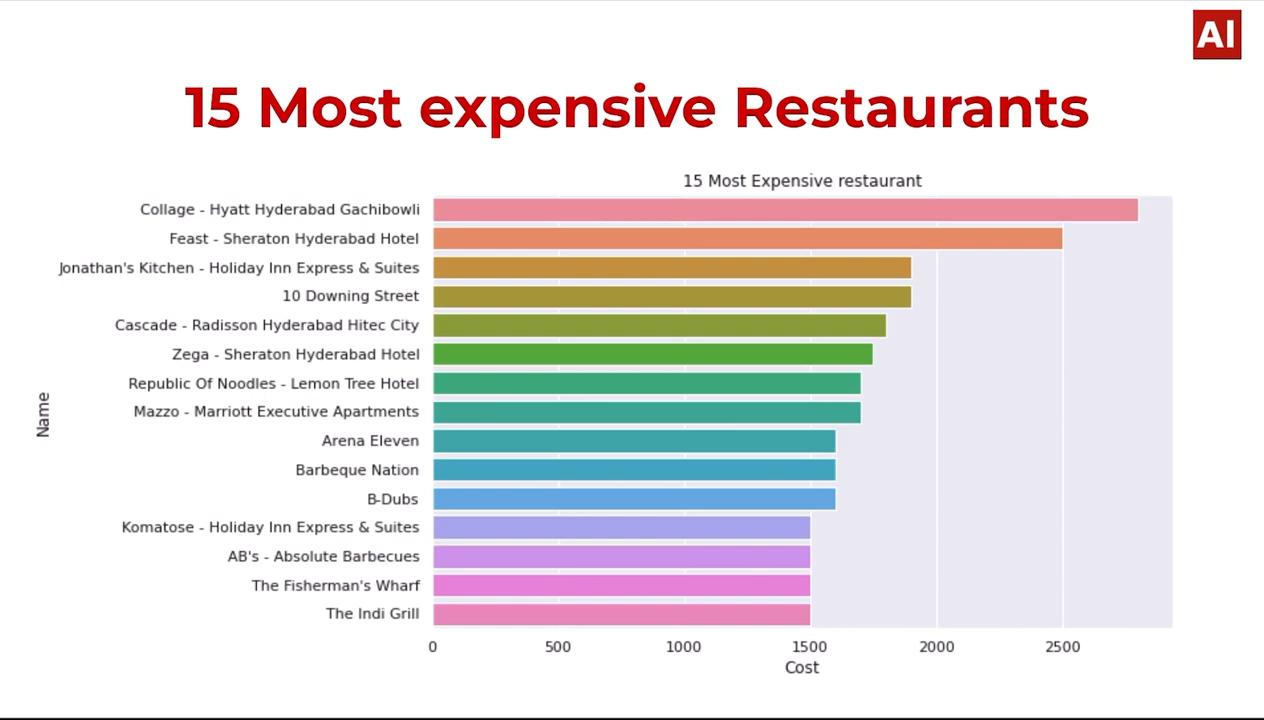 AI
15 Most expensive Restaurants
15 Most Expensive restaurant
Collage - Hyatt Hyderabad Gachibowli
Feast - Sheraton Hyderabad Hotel
Jonathan's Kitchen - Holiday Inn Express & Suites
10 Downing Street
Cascade - Radisson Hyderabad Hitec City
Zega - Sheraton Hyderabad Hotel
Republic Of Noodles - Lemon Tree Hotel
Mazzo - Marriott Executive Apartments
Arena Eleven
Barbeque Nation
B-Dubs
Komatose - Holiday Inn Express & Suites
AB's - Absolute Barbecues
The Fisherman's Wharf
The Indi Grill
Name
0 500 1000 1500 2000 2500
Cost